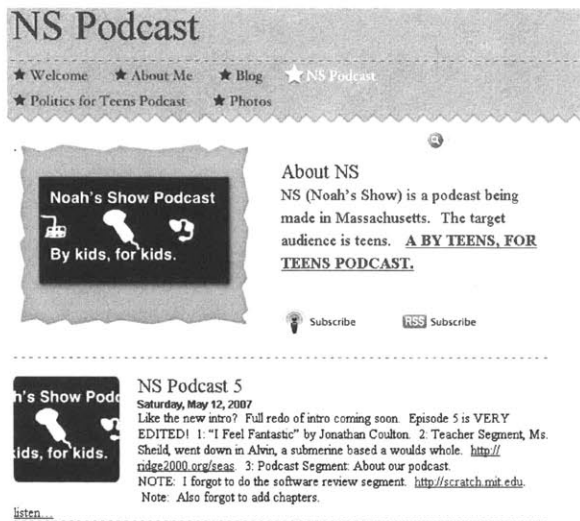 NS Podcast
Welcome About Me Blog NS Podcast
Politics for Teens Podcast Photos
Noah's Show Podcast
By kids, for kids.
About NS
NS (Noah's Show) is a podcast being
made in Massachusetts. The target
audience is teens. A BY TEENS, FOR
TEENS PODCAST.
Subscribe RSS Subscribe
h's Show Podc
kids, for kids.
NS Podcast 5
Saturday, May 12, 2007
Like the new intro? Full redo of intro coming soon. Episode 5 is VERY
EDITED! 1: "I Feel Fantastic" by Jonathan Coulton. 2: Teacher Segment, Ms.
Sheild, went down in Alvin, a submerine based a woulds whole. http://
ridge2000.org/seas. 3: Podcast Segment: About our podcast.
NOTE: I forgot to do the software review segment. http://scratch.mit.edu.
Note: Also forgot to add chapters.
listen...